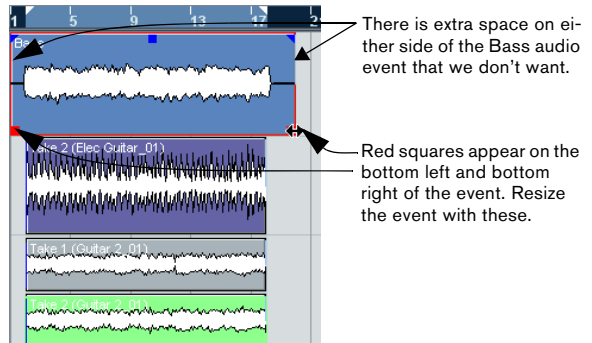 1 5 9 13 17 2
There is extra space on ei-
ther side of the Bass audio
event that we don't want.
Bass
Take 2 (Elec Guitar_01)
Red squares appear on the
bottom left and bottom
right of the event. Resize
the event with these.
Take 1 (Guitar 2_01)
Take 2 (Guitar 2_01)